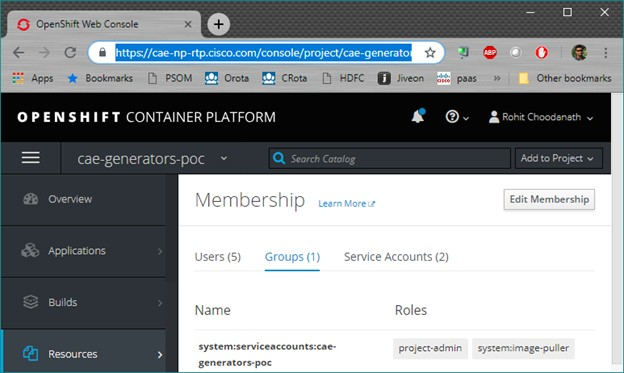 OpenShift Web Console
https://cae-np-rtp.cisco.com/console/project/cae-generator
ABP
Apps Bookmarks PSOM Orota CRota HDFC Jiveon paas » Other bookmarks
OPENSHIFT CONTAINER PLATFORM
Rohit Choodanath
cae-generators-poc
Search Catalog
Add to Project
Overview
Membership
Learn More
Edit Membership
Applications
Users (5) Groups (1) Service Accounts (2)
Builds
Name Roles
Resources
system:serviceaccounts:cae-
generators-poc
project-admin system:image-puller